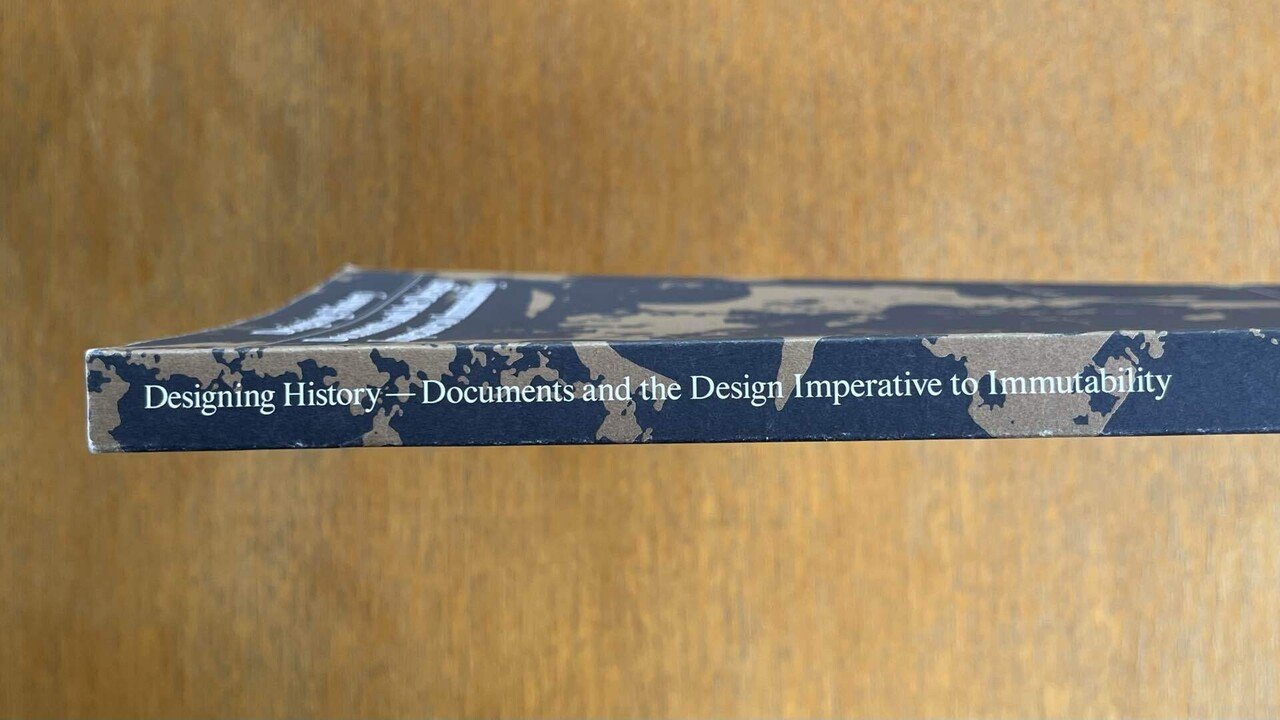 Designing History — Documents and the Design Imperative to Immutability